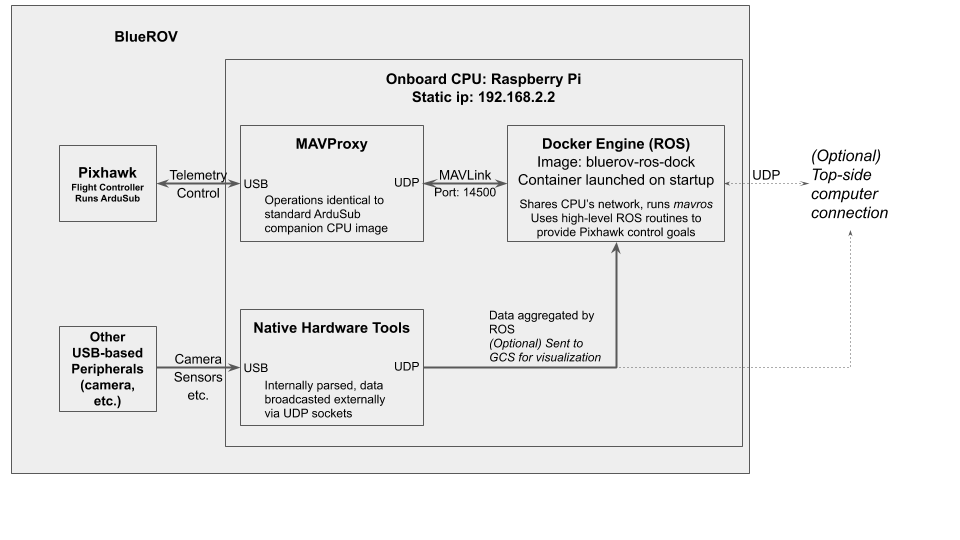 BlueROV
Onboard CPU: Raspberry Pi
Static ip: 192.168.2.2
Pixhawk
Flight Controller
Runs ArduSub
Telemetry
Control
MAVProxy
USB
UDP
Operations identical to
standard ArduSub
companion CPU image
MAVLink
Port: 14500
Docker Engine (ROS)
Image: bluerov-ros-dock
Container launched on startup
Shares CPU's network, runs mavros
Uses high-level ROS routines to
provide Pixhawk control goals
UDP
(Optional)
Top-side
computer
connection
Other
USB-based
Peripherals
(camera,
etc.)
Camera
Sensors
etc.
Native Hardware Tools
USB
UDP
Internally parsed, data
broadcasted externally
via UDP sockets
Data aggregated by
ROS
(Optional) Sent to
GCS for visualization